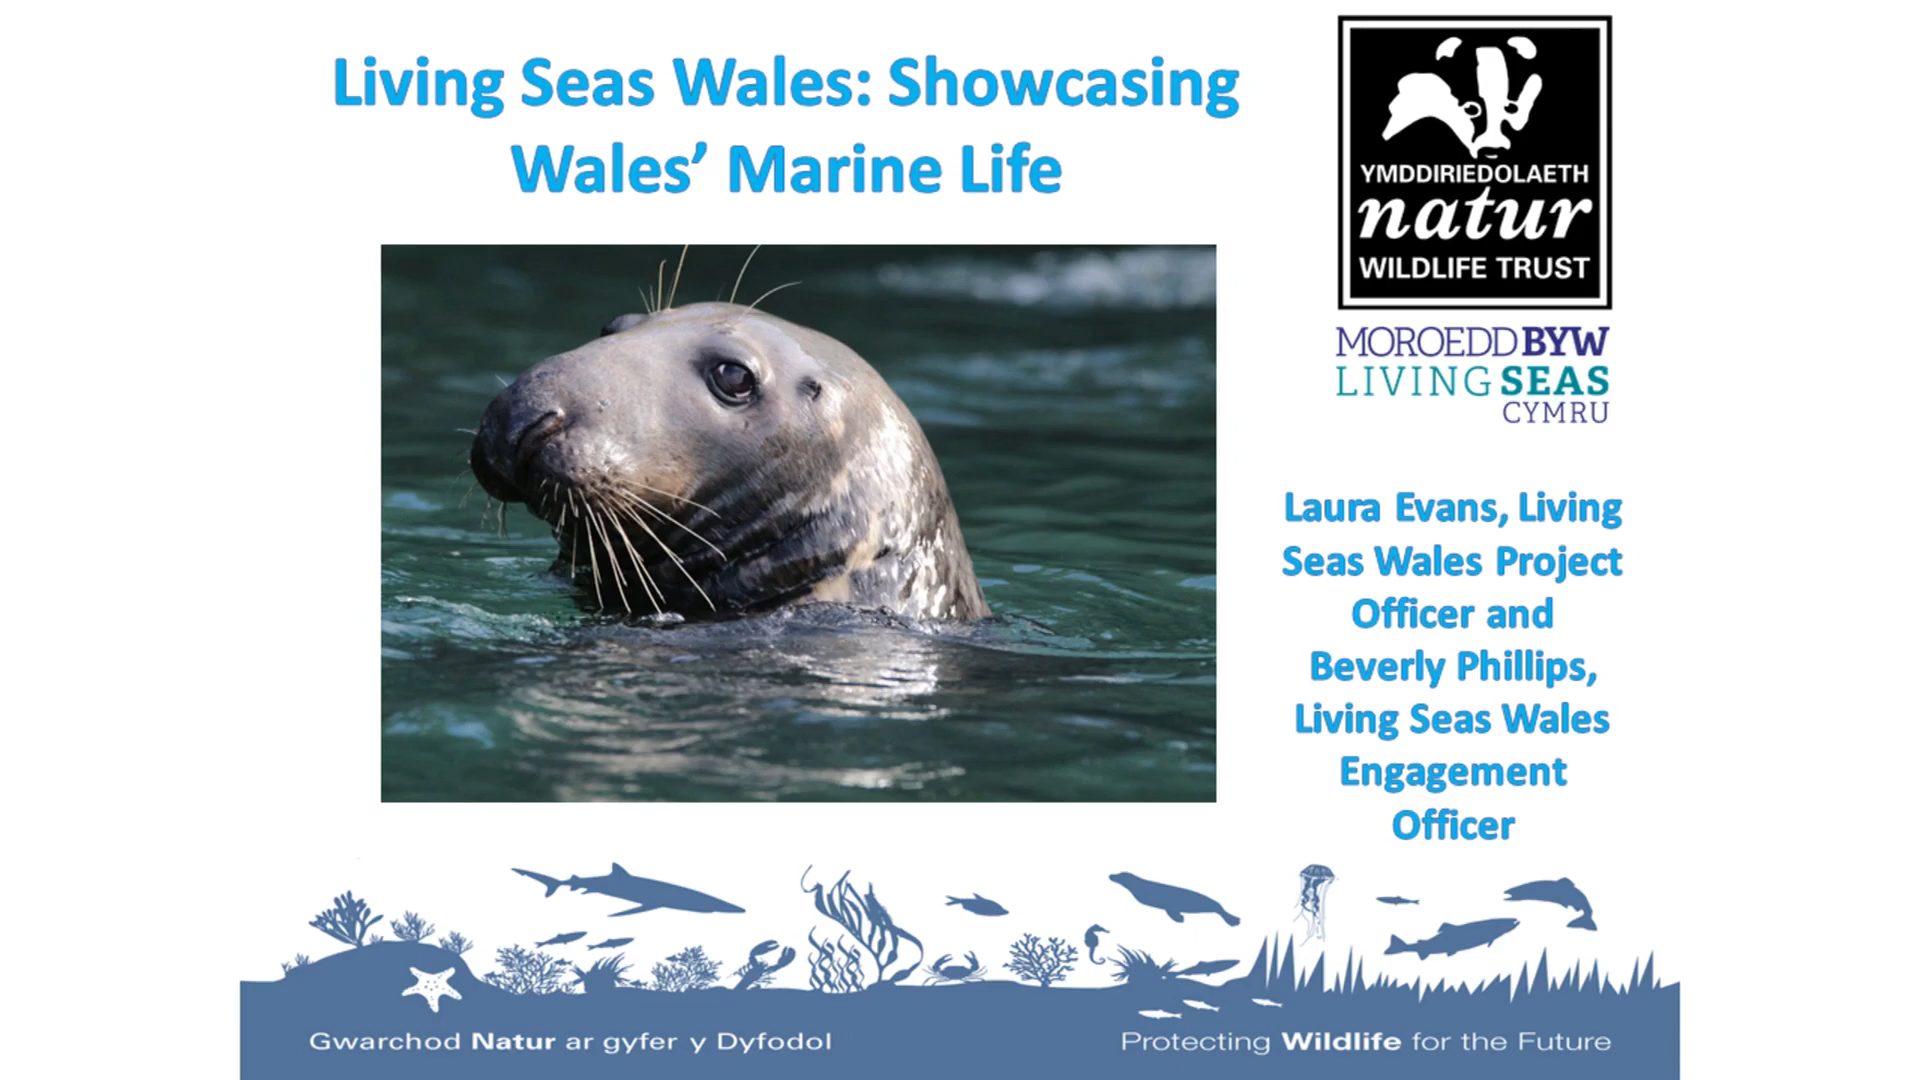 Living Seas Wales: Showcasing
Wales’ Marine Life
YMDDIRIEDOLAETH
natur
WILDLIFE TRUST
MOROEDD BYW
LIVING SEAS
CYMRU
Laura Evans, Living
Seas Wales Project
Officer and
Beverly Phillips,
Living Seas Wales
Engagement
Officer
Gwarchod Natur ar gyfer y Dyfodol
Protecting Wildlife for the Future